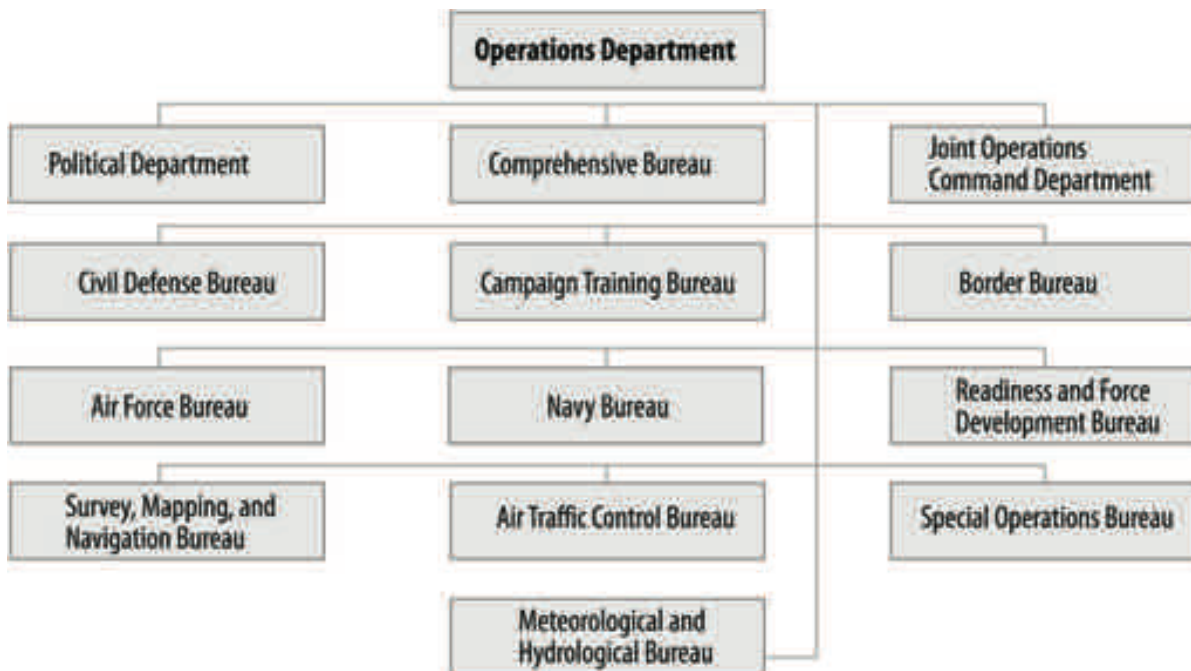 Operations Department
Political Department
Comprehensive Bureau
Joint Operations
Command Department
Civil Defense Bureau
Campaign Training Bureau
Border Bureau
Air Force Bureau
Navy Bureau
Readiness and Force
Development Bureau
Survey, Mapping, and
Navigation Bureau
Air Traffic Control Bureau
Special Operations Bureau
Meteorological and
Hydrological Bureau